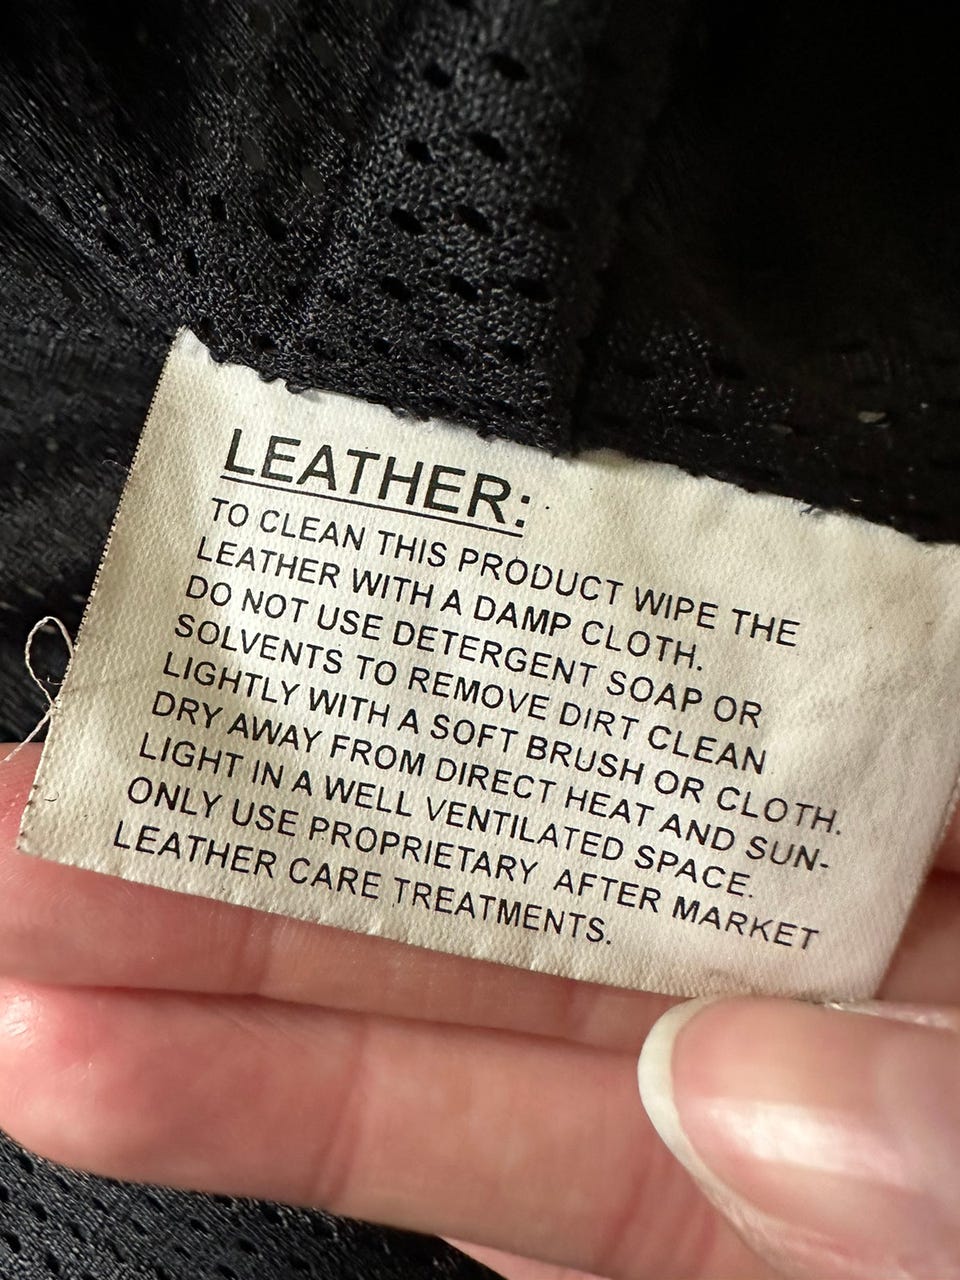 LEATHER:
TO CLEAN THIS PRODUCT WIPE THE
LEATHER WITH A DAMP CLOTH.
DO NOT USE DETERGENT SOAP OR
SOLVENTS TO REMOVE DIRT CLEAN
LIGHTLY WITH A SOFT BRUSH OR CLOTH.
DRY AWAY FROM DIRECT HEAT AND SUN-
LIGHT IN A WELL VENTILATED SPACE.
ONLY USE PROPRIETARY AFTER MARKET
LEATHER CARE TREATMENTS.